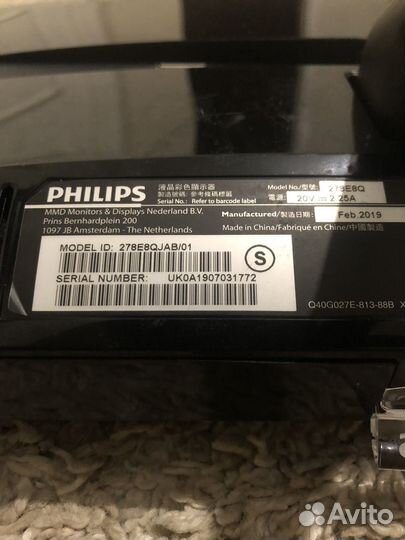 PHILIPS
液晶彩色顯示器
製造號碼: 參考條碼標籤
Serial No.: Refer to barcode label
Model No./型號: 278E8Q
電源: 20V 2.25A
MMD Monitors & Displays Nederland B.V.
Prins Bernhardplein 200
1097 JB Amsterdam - The Netherlands
Manufactured/製造日期: Feb,2019
Made in China/Fabriqué en Chine/中國製造
MODEL ID: 278E8QJAB/01
SERIAL NUMBER: UK0A1907031772
S
Q40G027E-813-88B X
Avito